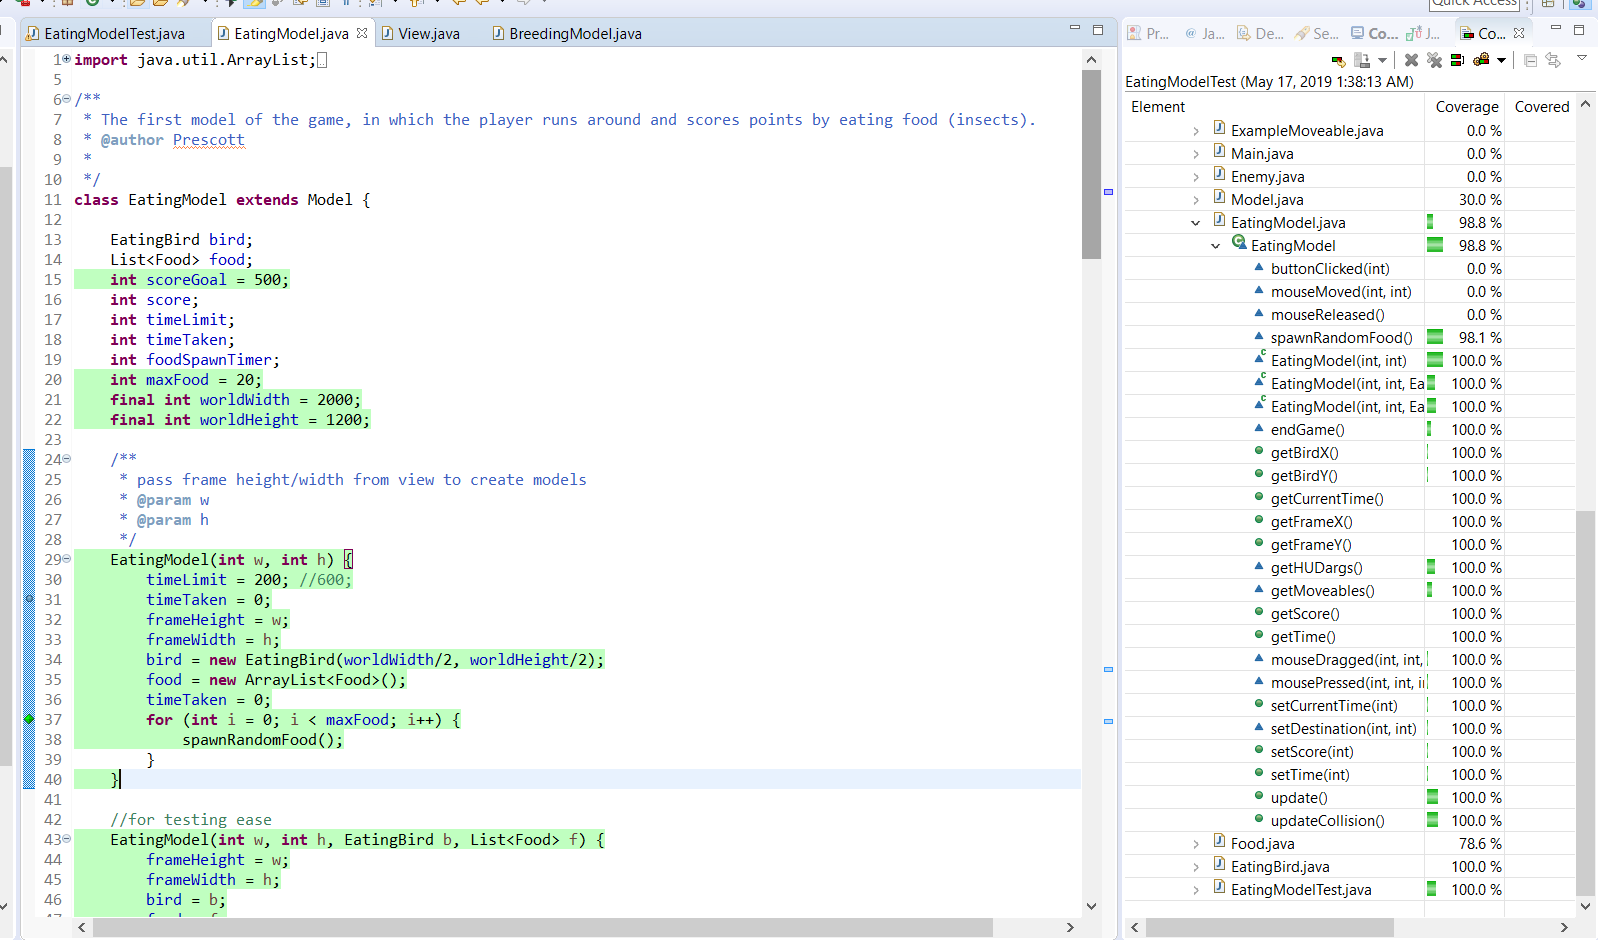 Quick Access
EatingModelTest.java
EatingModel.java
View.java
BreedingModel.java
1 import java.util.ArrayList;
5
6 /**
7  * The first model of the game, in which the player runs around and scores points by eating food (insects).
8  * @author Prescott
9  *
10  */
11 class EatingModel extends Model {
12
13     EatingBird bird;
14     List<Food> food;
15     int scoreGoal = 500;
16     int score;
17     int timeLimit;
18     int timeTaken;
19     int foodSpawnTimer;
20     int maxFood = 20;
21     final int worldWidth = 2000;
22     final int worldHeight = 1200;
23
24     /**
25      * pass frame height/width from view to create models
26      * @param w
27      * @param h
28      */
29     EatingModel(int w, int h) {
30         timeLimit = 200; //600;
31         timeTaken = 0;
32         frameHeight = w;
33         frameWidth = h;
34         bird = new EatingBird(worldWidth/2, worldHeight/2);
35         food = new ArrayList<Food>();
36         timeTaken = 0;
37         for (int i = 0; i < maxFood; i++) {
38             spawnRandomFood();
39         }
40     }
41
42     //for testing ease
43     EatingModel(int w, int h, EatingBird b, List<Food> f) {
44         frameHeight = w;
45         frameWidth = h;
46         bird = b;
Pr... Ja... De... Se... Co... J... Co...
EatingModelTest (May 17, 2019 1:38:13 AM)
Element Coverage Covered
ExampleMoveable.java 0.0 %
Main.java 0.0 %
Enemy.java 0.0 %
Model.java 30.0 %
EatingModel.java 98.8 %
EatingModel 98.8 %
buttonClicked(int) 0.0 %
mouseMoved(int, int) 0.0 %
mouseReleased() 0.0 %
spawnRandomFood() 98.1 %
EatingModel(int, int) 100.0 %
EatingModel(int, int, Ea 100.0 %
EatingModel(int, int, Ea 100.0 %
endGame() 100.0 %
getBirdX() 100.0 %
getBirdY() 100.0 %
getCurrentTime() 100.0 %
getFrameX() 100.0 %
getFrameY() 100.0 %
getHUDargs() 100.0 %
getMoveables() 100.0 %
getScore() 100.0 %
getTime() 100.0 %
mouseDragged(int, int, 100.0 %
mousePressed(int, int, i 100.0 %
setCurrentTime(int) 100.0 %
setDestination(int, int) 100.0 %
setScore(int) 100.0 %
setTime(int) 100.0 %
update() 100.0 %
updateCollision() 100.0 %
Food.java 78.6 %
EatingBird.java 100.0 %
EatingModelTest.java 100.0 %